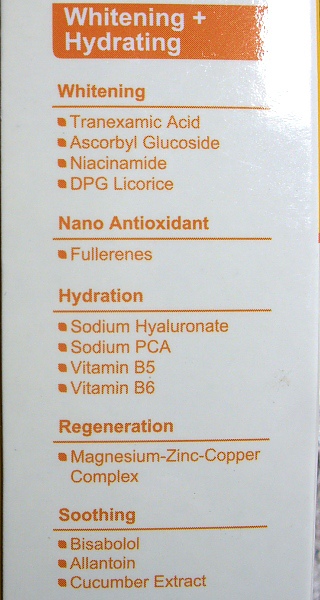 Whitening +
Hydrating
Whitening
Tranexamic Acid
Ascorbyl Glucoside
Niacinamide
DPG Licorice
Nano Antioxidant
Fullerenes
Hydration
Sodium Hyaluronate
Sodium PCA
Vitamin B5
Vitamin B6
Regeneration
Magnesium-Zinc-Copper
Complex
Soothing
Bisabolol
Allantoin
Cucumber Extract